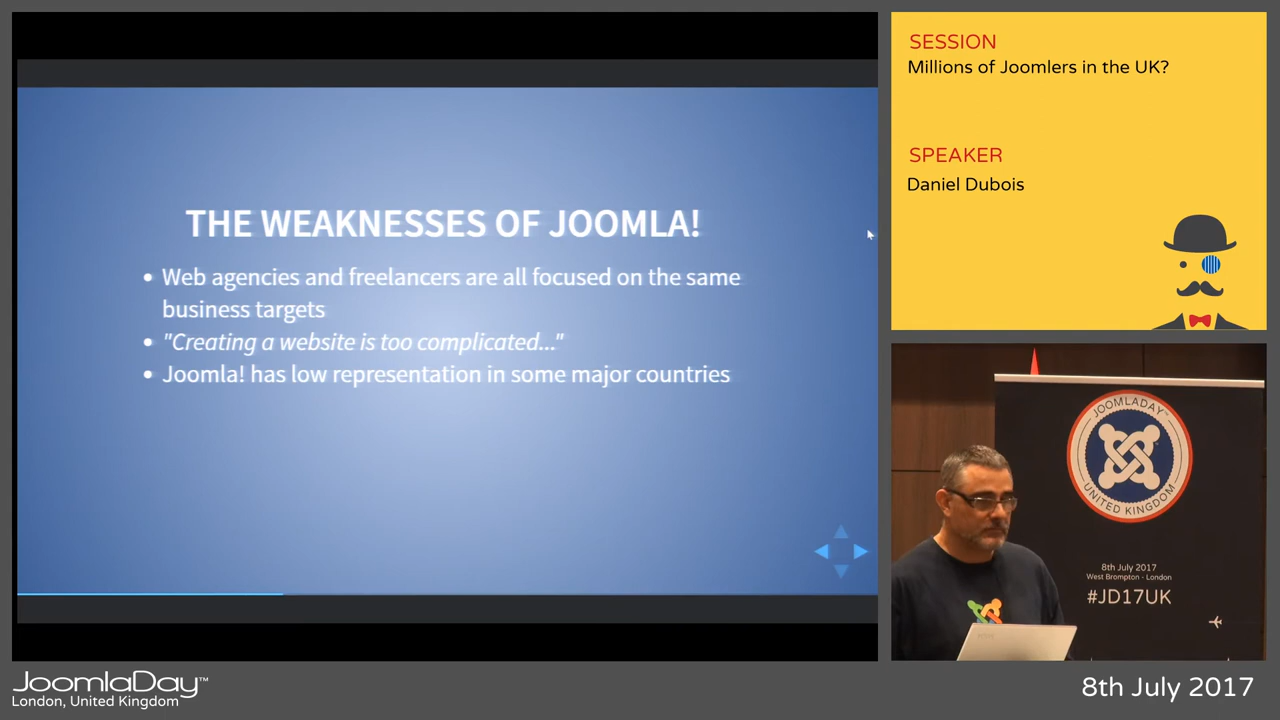 THE WEAKNESSES OF JOOMLA!
• Web agencies and freelancers are all focused on the same
business targets
• "Creating a website is too complicated..."
• Joomla! has low representation in some major countries
SESSION
Millions of Joomlers in the UK?
SPEAKER
Daniel Dubois
JOOMLADAY™
UNITED KINGDOM
8th July 2017
West Brompton - London
#JD17UK
JoomlaDay™
London, United Kingdom
8th July 2017